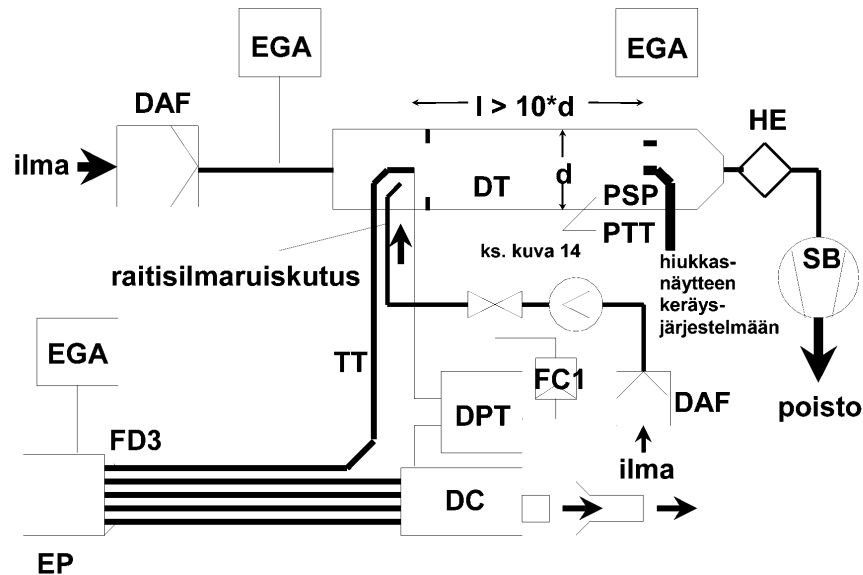 EGA
EGA
DAF
l > 10*d
HE
ilma
d
DT
PSP
PTT
SB
ks. kuva 14
hiukkas-
näytteen
keräys-
järjestelmään
raitisilmaruiskutus
EGA
TT
FC1
DPT
DAF
poisto
FD3
ilma
DC
EP